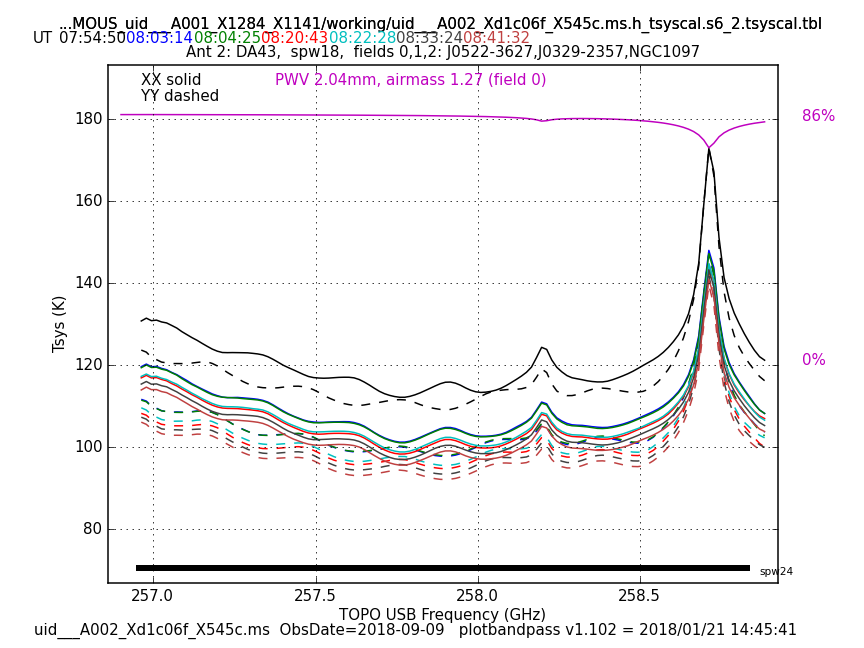 ...MOUS_uid___A001_X1284_X1141/working/uid___A002_Xd1c06f_X545c.ms.h_tsyscal.s6_2.tsyscal.tbl
UT 07:54:50 08:03:14 08:04:25 08:20:43 08:22:28 08:33:24 08:41:32
Ant 2: DA43, spw18, fields 0,1,2: J0522-3627,J0329-2357,NGC1097
XX solid PWV 2.04mm, airmass 1.27 (field 0)
YY dashed
180
86%
160
140
Tsys (K)
120
0%
100
80
spw24
257.0 257.5 258.0 258.5
TOPO USB Frequency (GHz)
uid___A002_Xd1c06f_X545c.ms ObsDate=2018-09-09 plotbandpass v1.102 = 2018/01/21 14:45:41